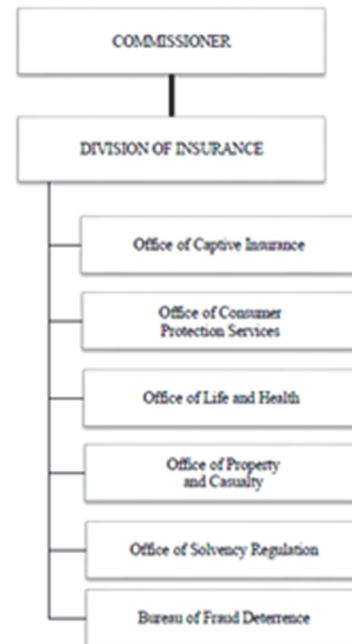 COMMISSIONER
DIVISION OF INSURANCE
Office of Captive Insurance
Office of Consumer
Protection Services
Office of Life and Health
Office of Property
and Casualty
Office of Solvency Regulation
Bureau of Fraud Deterrence